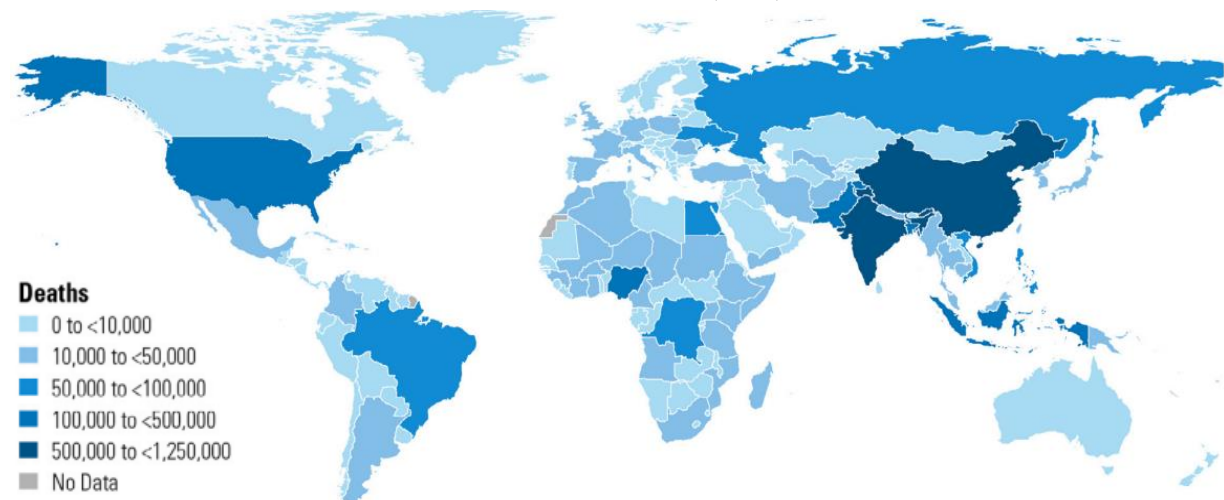 Deaths
0 to <10,000
10,000 to <50,000
50,000 to <100,000
100,000 to <500,000
500,000 to <1,250,000
No Data